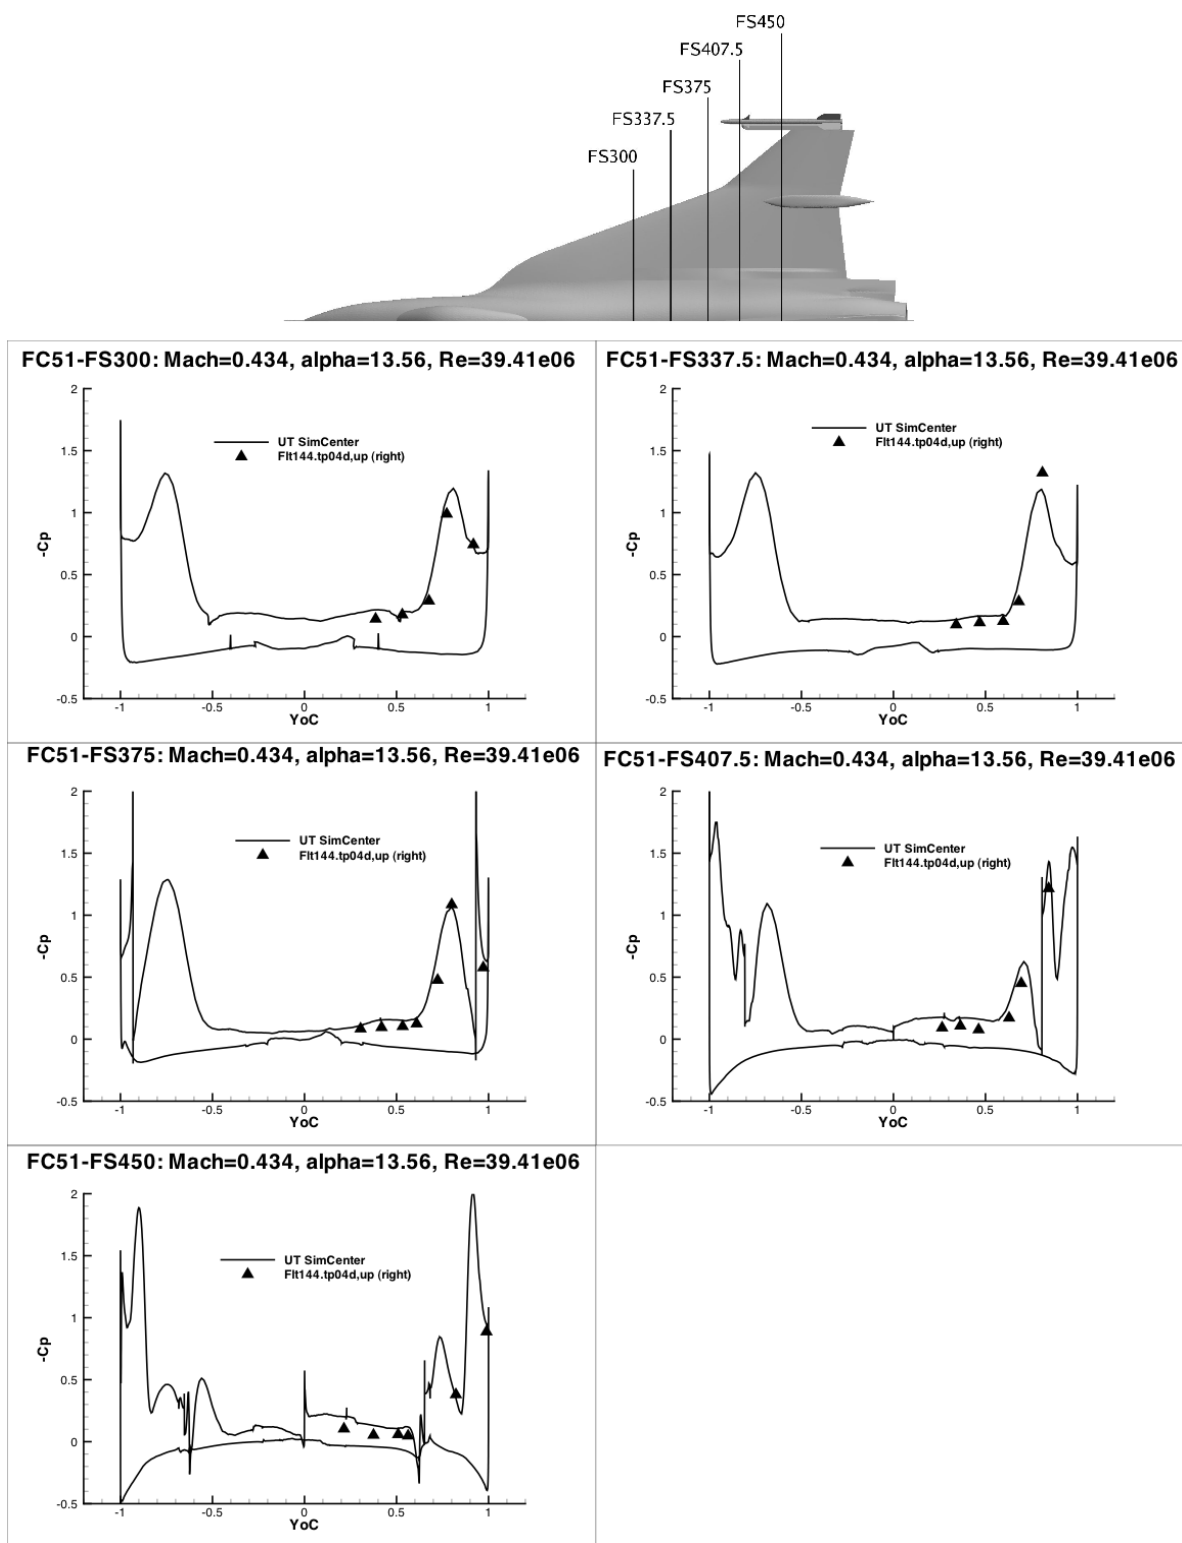 FS450
FS407.5
FS375
FS337.5
FS300
FC51-FS300: Mach=0.434, alpha=13.56, Re=39.41e06
-Cp
2
1.5
1
0.5
0
-0.5
UT SimCenter
Flt144.tp04d,up (right)
-1
-0.5
0
0.5
1
YoC
FC51-FS337.5: Mach=0.434, alpha=13.56, Re=39.41e06
-Cp
2
1.5
1
0.5
0
-0.5
UT SimCenter
Flt144.tp04d,up (right)
-1
-0.5
0
0.5
1
YoC
FC51-FS375: Mach=0.434, alpha=13.56, Re=39.41e06
-Cp
2
1.5
1
0.5
0
-0.5
UT SimCenter
Flt144.tp04d,up (right)
-1
-0.5
0
0.5
1
YoC
FC51-FS407.5: Mach=0.434, alpha=13.56, Re=39.41e06
-Cp
2
1.5
1
0.5
0
-0.5
UT SimCenter
Flt144.tp04d,up (right)
-1
-0.5
0
0.5
1
YoC
FC51-FS450: Mach=0.434, alpha=13.56, Re=39.41e06
-Cp
2
1.5
1
0.5
0
-0.5
UT SimCenter
Flt144.tp04d,up (right)
-1
-0.5
0
0.5
1
YoC